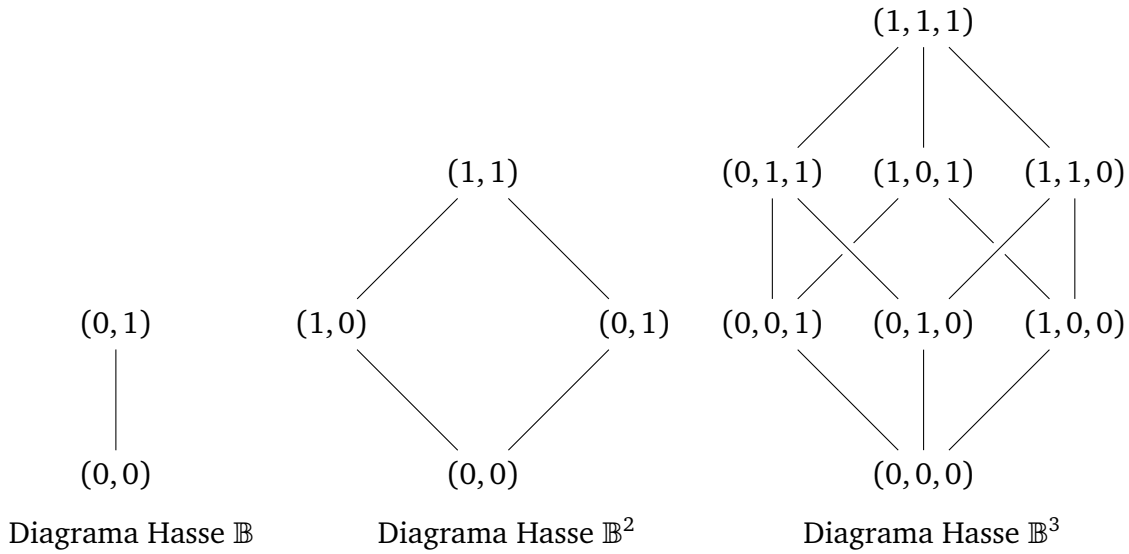 (1, 1, 1)
(1, 1) (0, 1, 1) (1, 0, 1) (1, 1, 0)
(0, 1) (1, 0) (0, 1) (0, 0, 1) (0, 1, 0) (1, 0, 0)
(0, 0) (0, 0) (0, 0, 0)
Diagrama Hasse 𝔹 Diagrama Hasse 𝔹² Diagrama Hasse 𝔹³